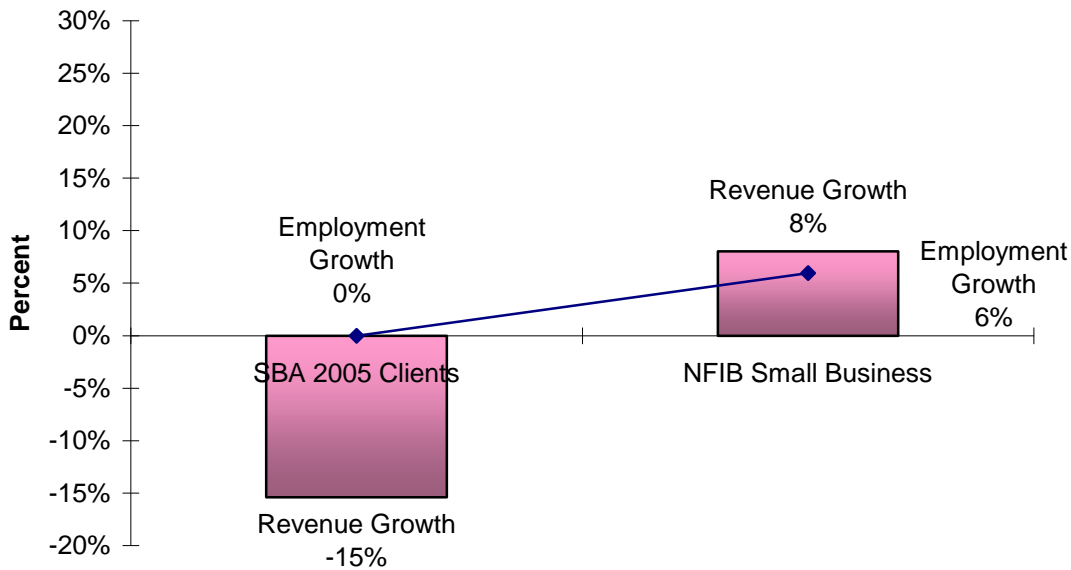 30%
25%
20%
15%
10%
5%
0%
-5%
-10%
-15%
-20%
Percent
Employment
Growth
0%
Revenue Growth
8%
Employment
Growth
6%
SBA 2005 Clients
NFIB Small Business
Revenue Growth
-15%